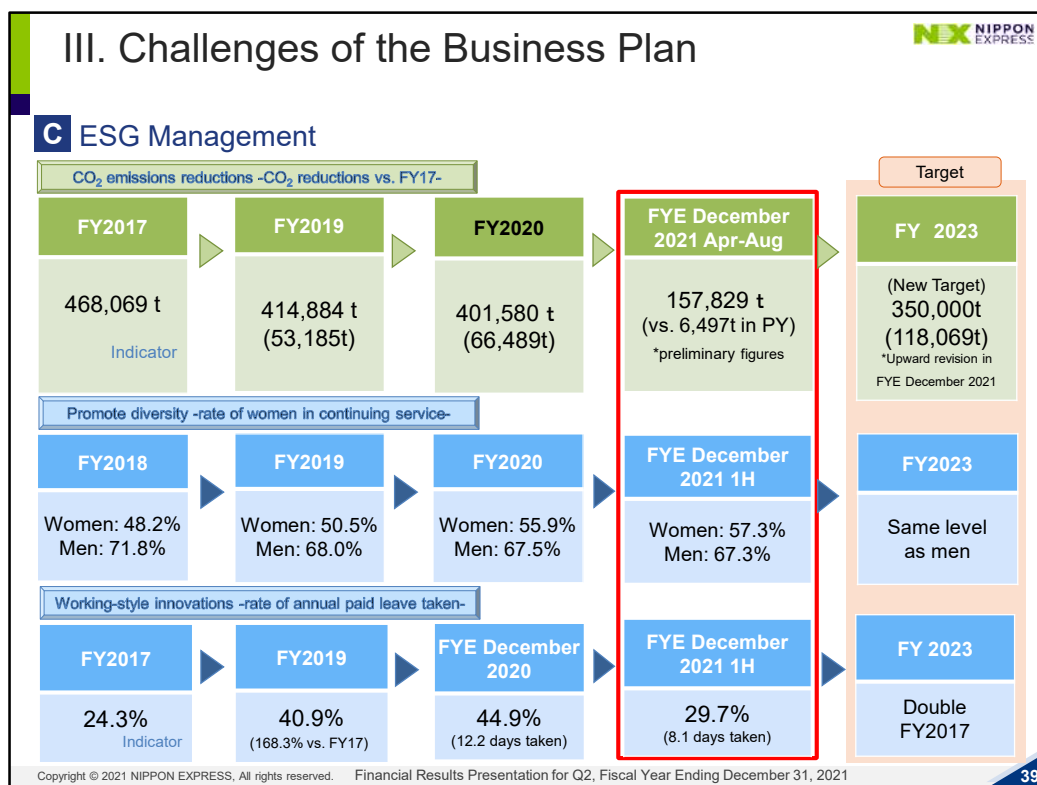 III. Challenges of the Business Plan
NX NIPPON
EXPRESS
C ESG Management
CO₂ emissions reductions -CO₂ reductions vs. FY17-
Target
FY2017
468,069 t
Indicator
FY2019
414,884 t
(53,185t)
FY2020
401,580 t
(66,489t)
FYE December
2021 Apr-Aug
157,829 t
(vs. 6,497t in PY)
*preliminary figures
FY 2023
(New Target)
350,000t
(118,069t)
*Upward revision in
FYE December 2021
Promote diversity -rate of women in continuing service-
FY2018
Women: 48.2%
Men: 71.8%
FY2019
Women: 50.5%
Men: 68.0%
FY2020
Women: 55.9%
Men: 67.5%
FYE December
2021 1H
Women: 57.3%
Men: 67.3%
FY2023
Same level
as men
Working-style innovations -rate of annual paid leave taken-
FY2017
24.3%
Indicator
FY2019
40.9%
(168.3% vs. FY17)
FYE December
2020
44.9%
(12.2 days taken)
FYE December
2021 1H
29.7%
(8.1 days taken)
FY 2023
Double
FY2017
Copyright © 2021 NIPPON EXPRESS, All rights reserved. Financial Results Presentation for Q2, Fiscal Year Ending December 31, 2021
39